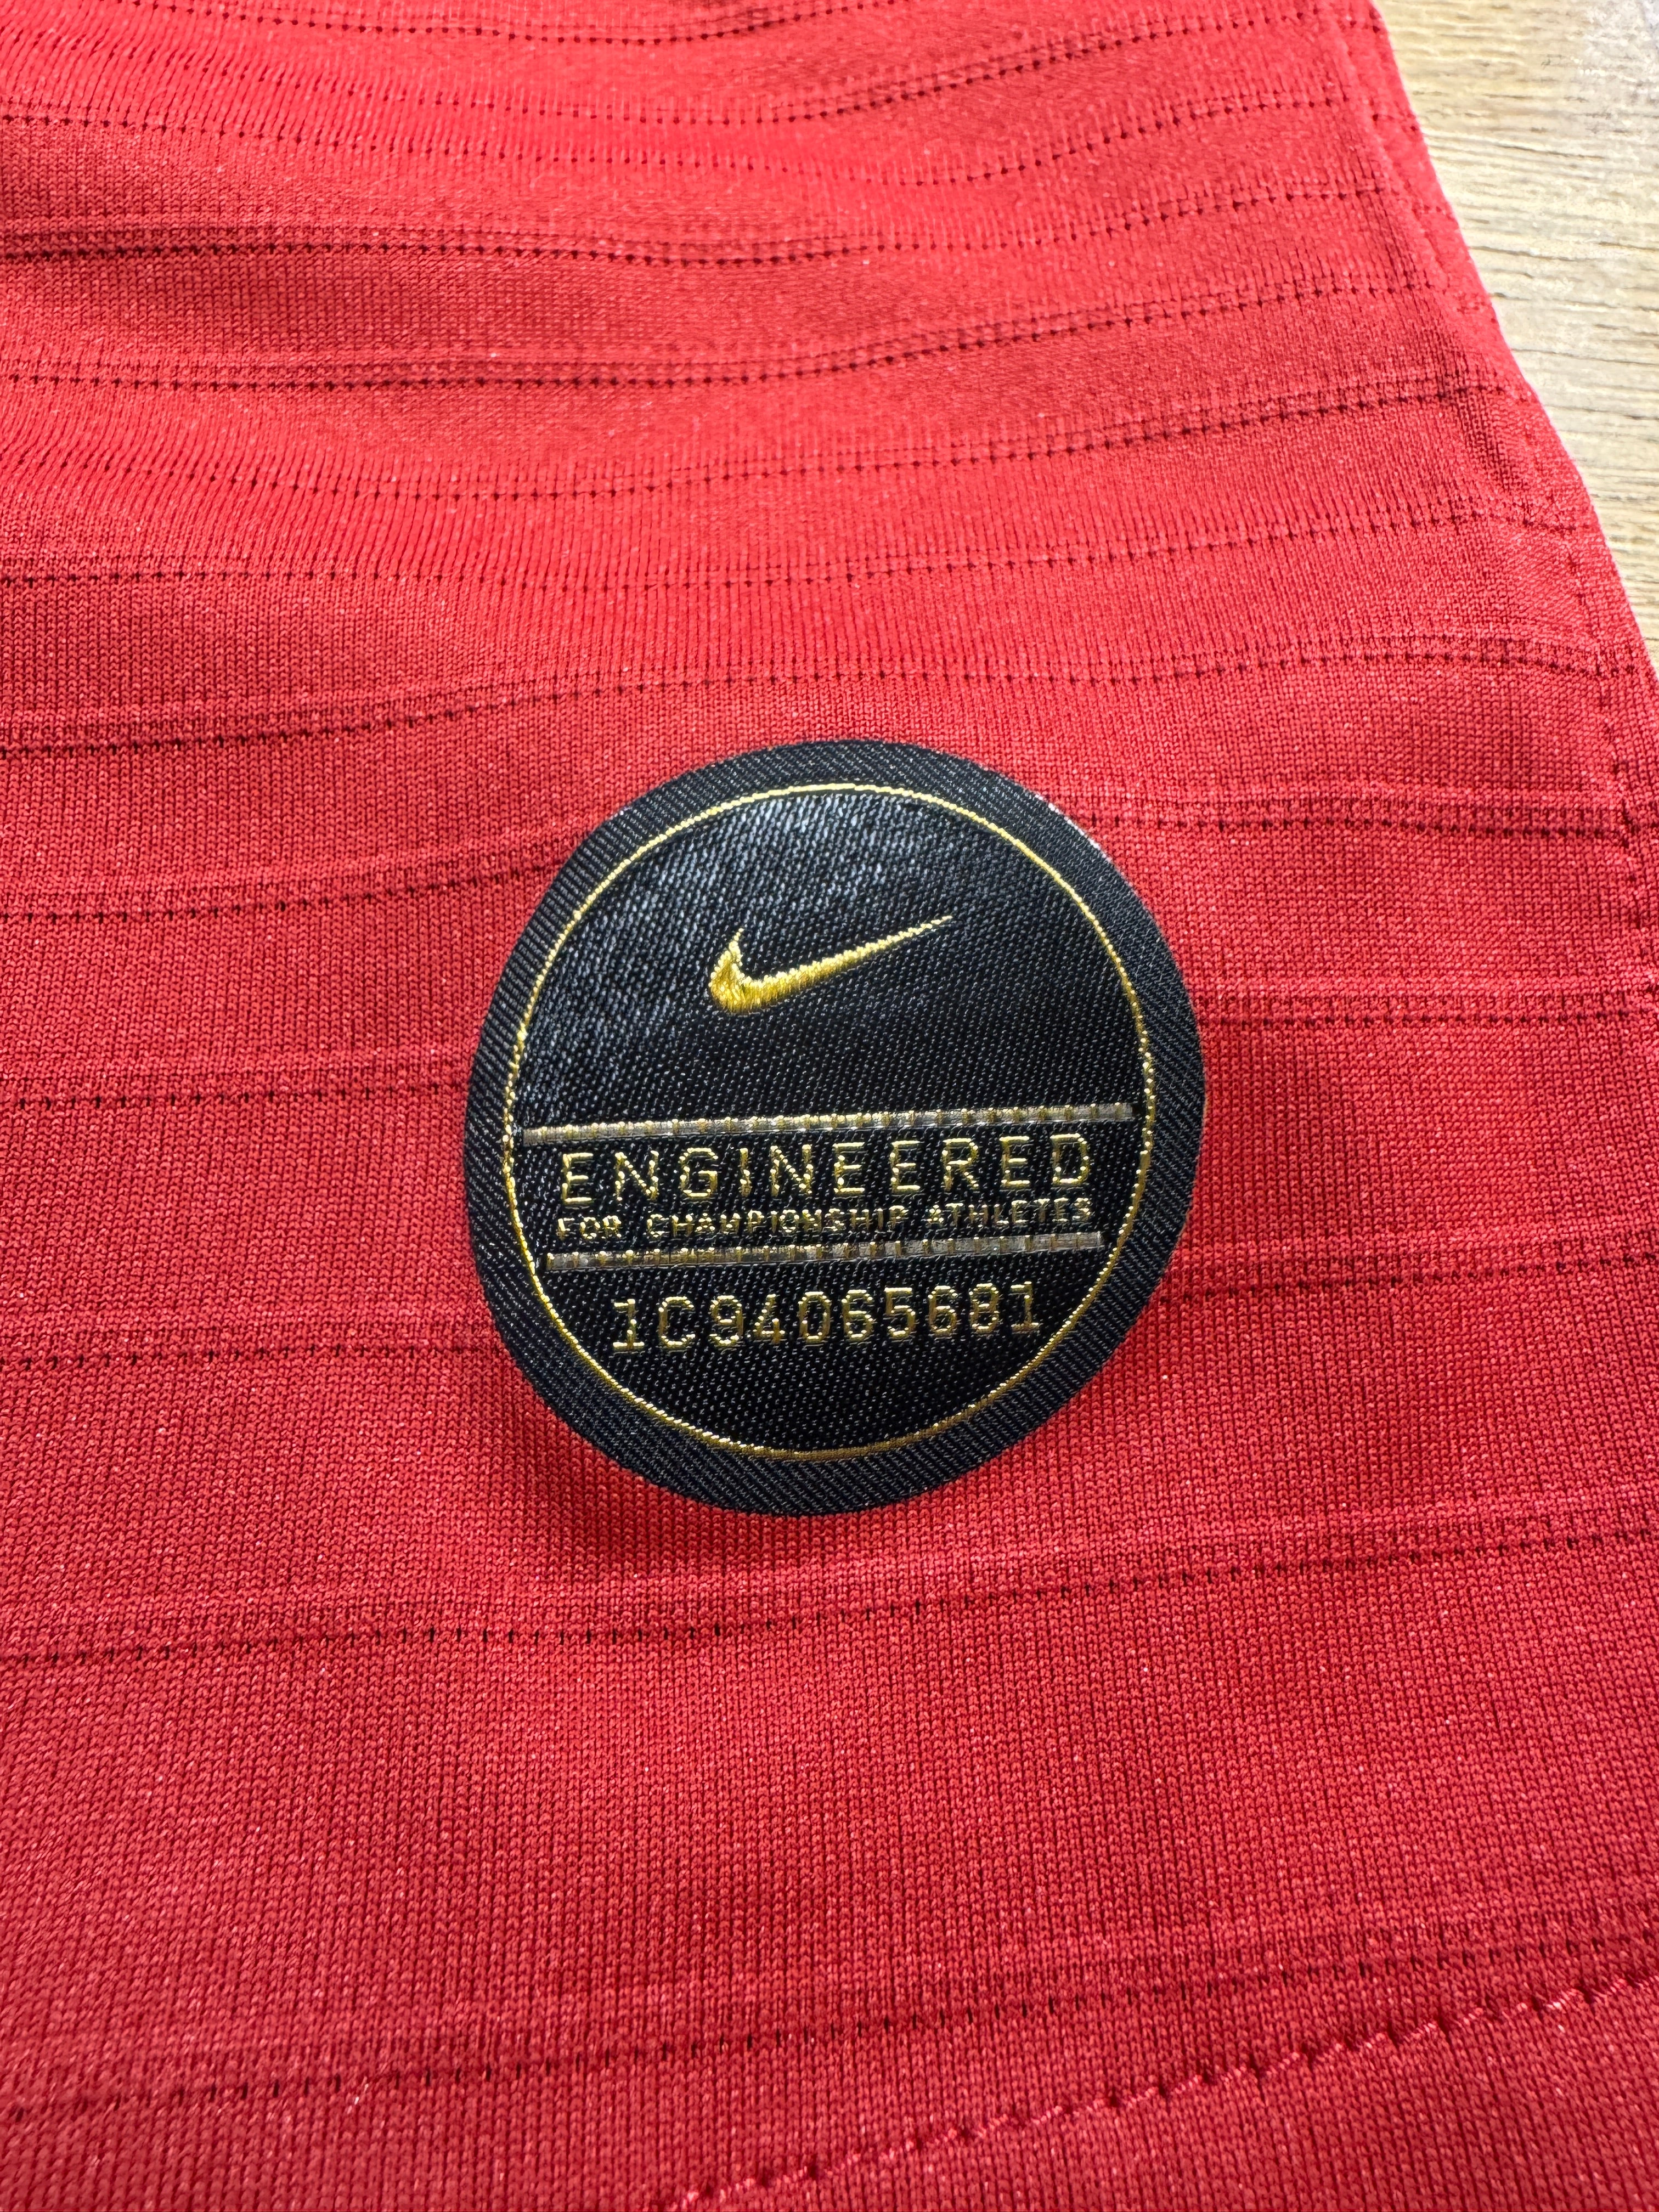 ENGINEERED
FOR CHAMPIONSHIP ATHLETES
1C94065681